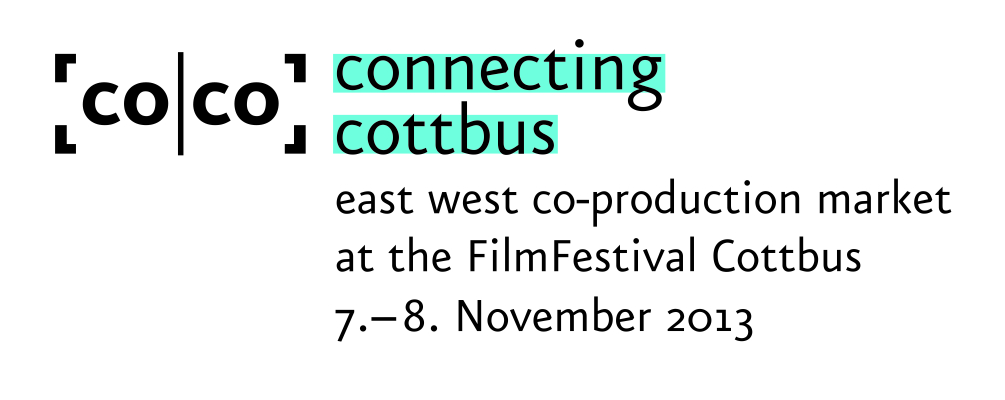 co|co
connecting
cottbus
east west co-production market
at the FilmFestival Cottbus
7.–8. November 2013